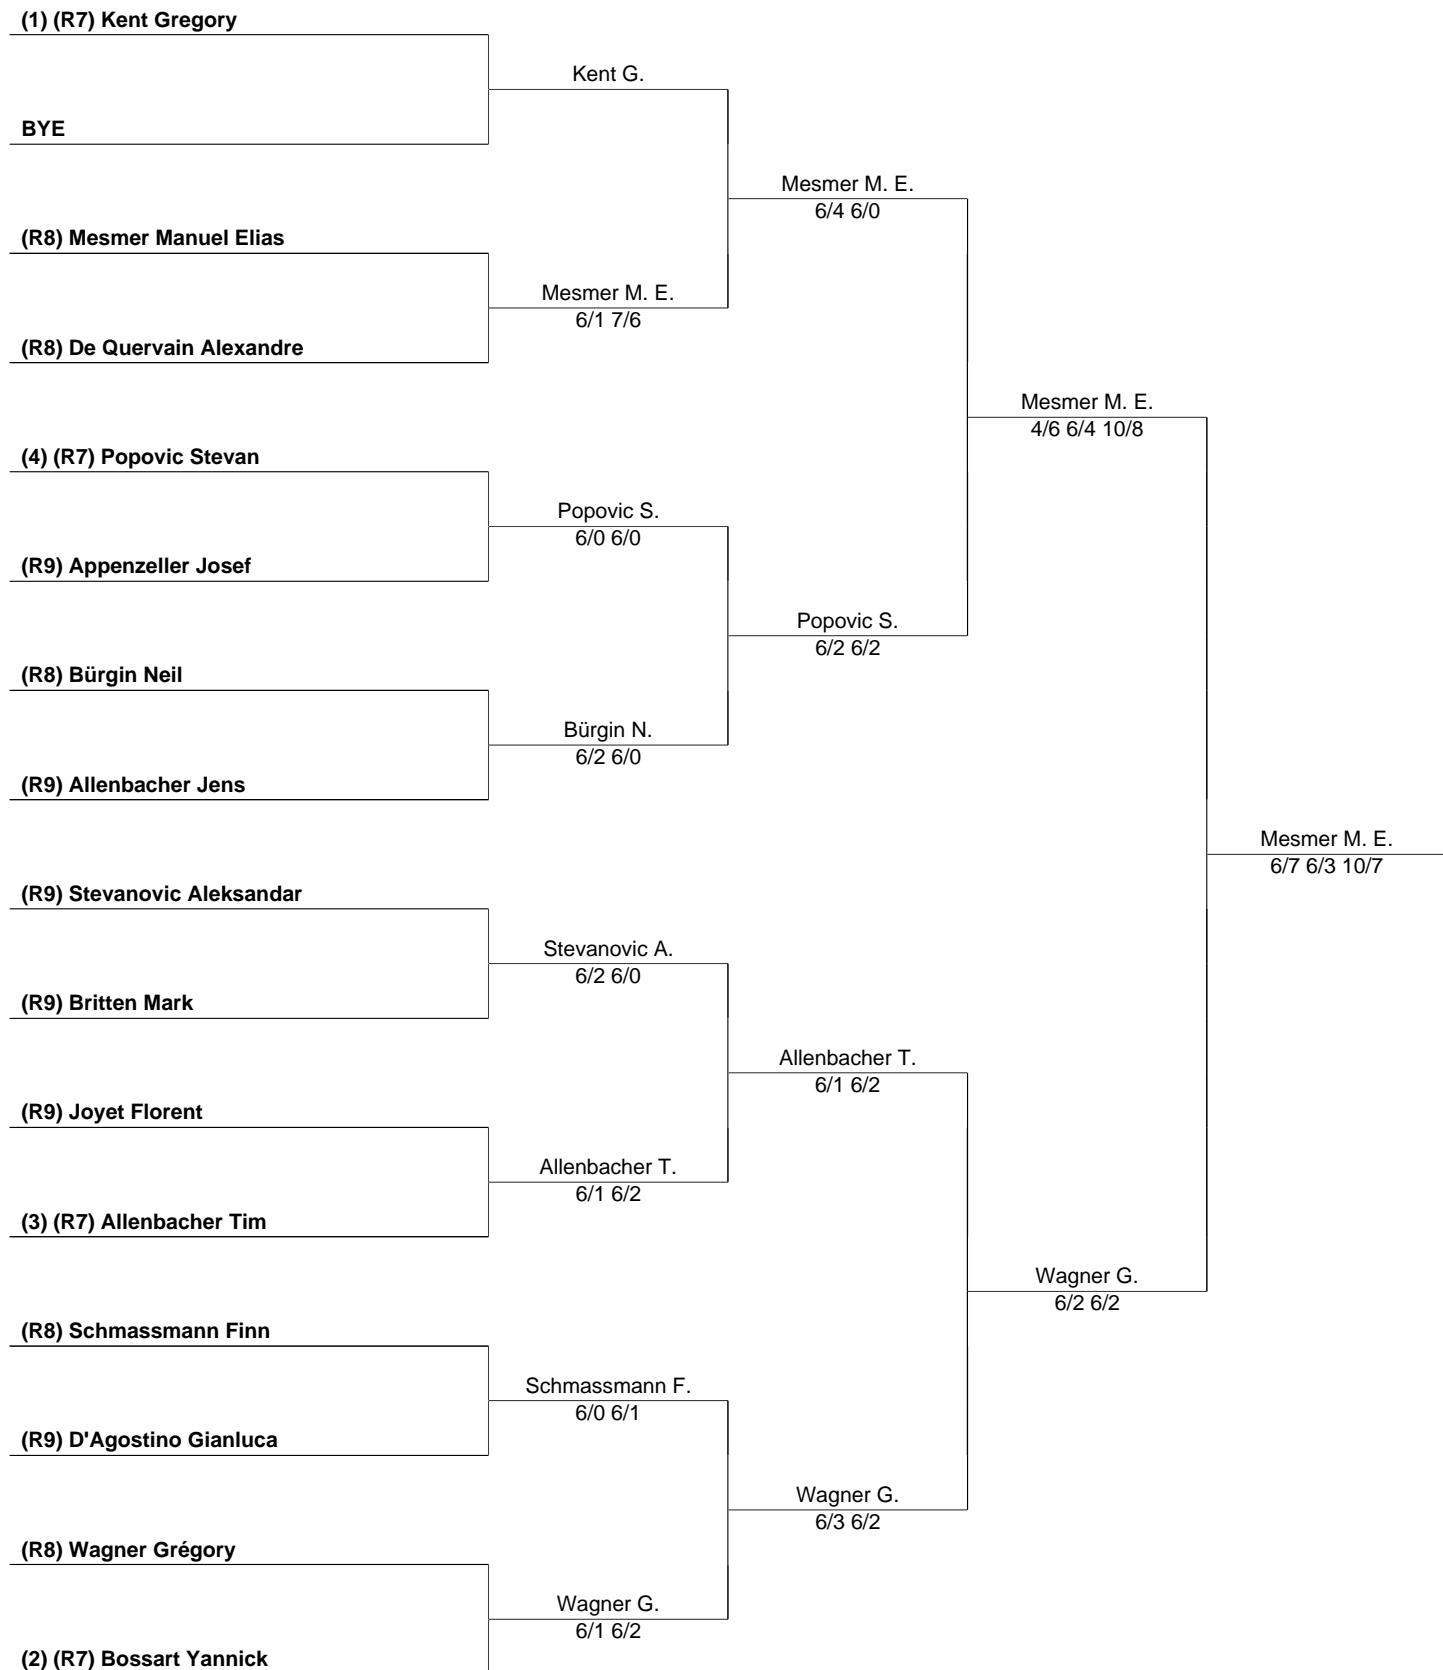 (1) (R7) Kent Gregory
Kent G.
BYE
Mesmer M. E.
6/4 6/0
(R8) Mesmer Manuel Elias
Mesmer M. E.
6/1 7/6
(R8) De Quervain Alexandre
Mesmer M. E.
4/6 6/4 10/8
(4) (R7) Popovic Stevan
Popovic S.
6/0 6/0
(R9) Appenzeller Josef
Popovic S.
6/2 6/2
(R8) Bürgin Neil
Bürgin N.
6/2 6/0
(R9) Allenbacher Jens
Mesmer M. E.
6/7 6/3 10/7
(R9) Stevanovic Aleksandar
Stevanovic A.
6/2 6/0
(R9) Britten Mark
Allenbacher T.
6/1 6/2
(R9) Joyet Florent
Allenbacher T.
6/1 6/2
(3) (R7) Allenbacher Tim
Wagner G.
6/2 6/2
(R8) Schmassmann Finn
Schmassmann F.
6/0 6/1
(R9) D'Agostino Gianluca
Wagner G.
6/3 6/2
(R8) Wagner Grégory
Wagner G.
6/1 6/2
(2) (R7) Bossart Yannick